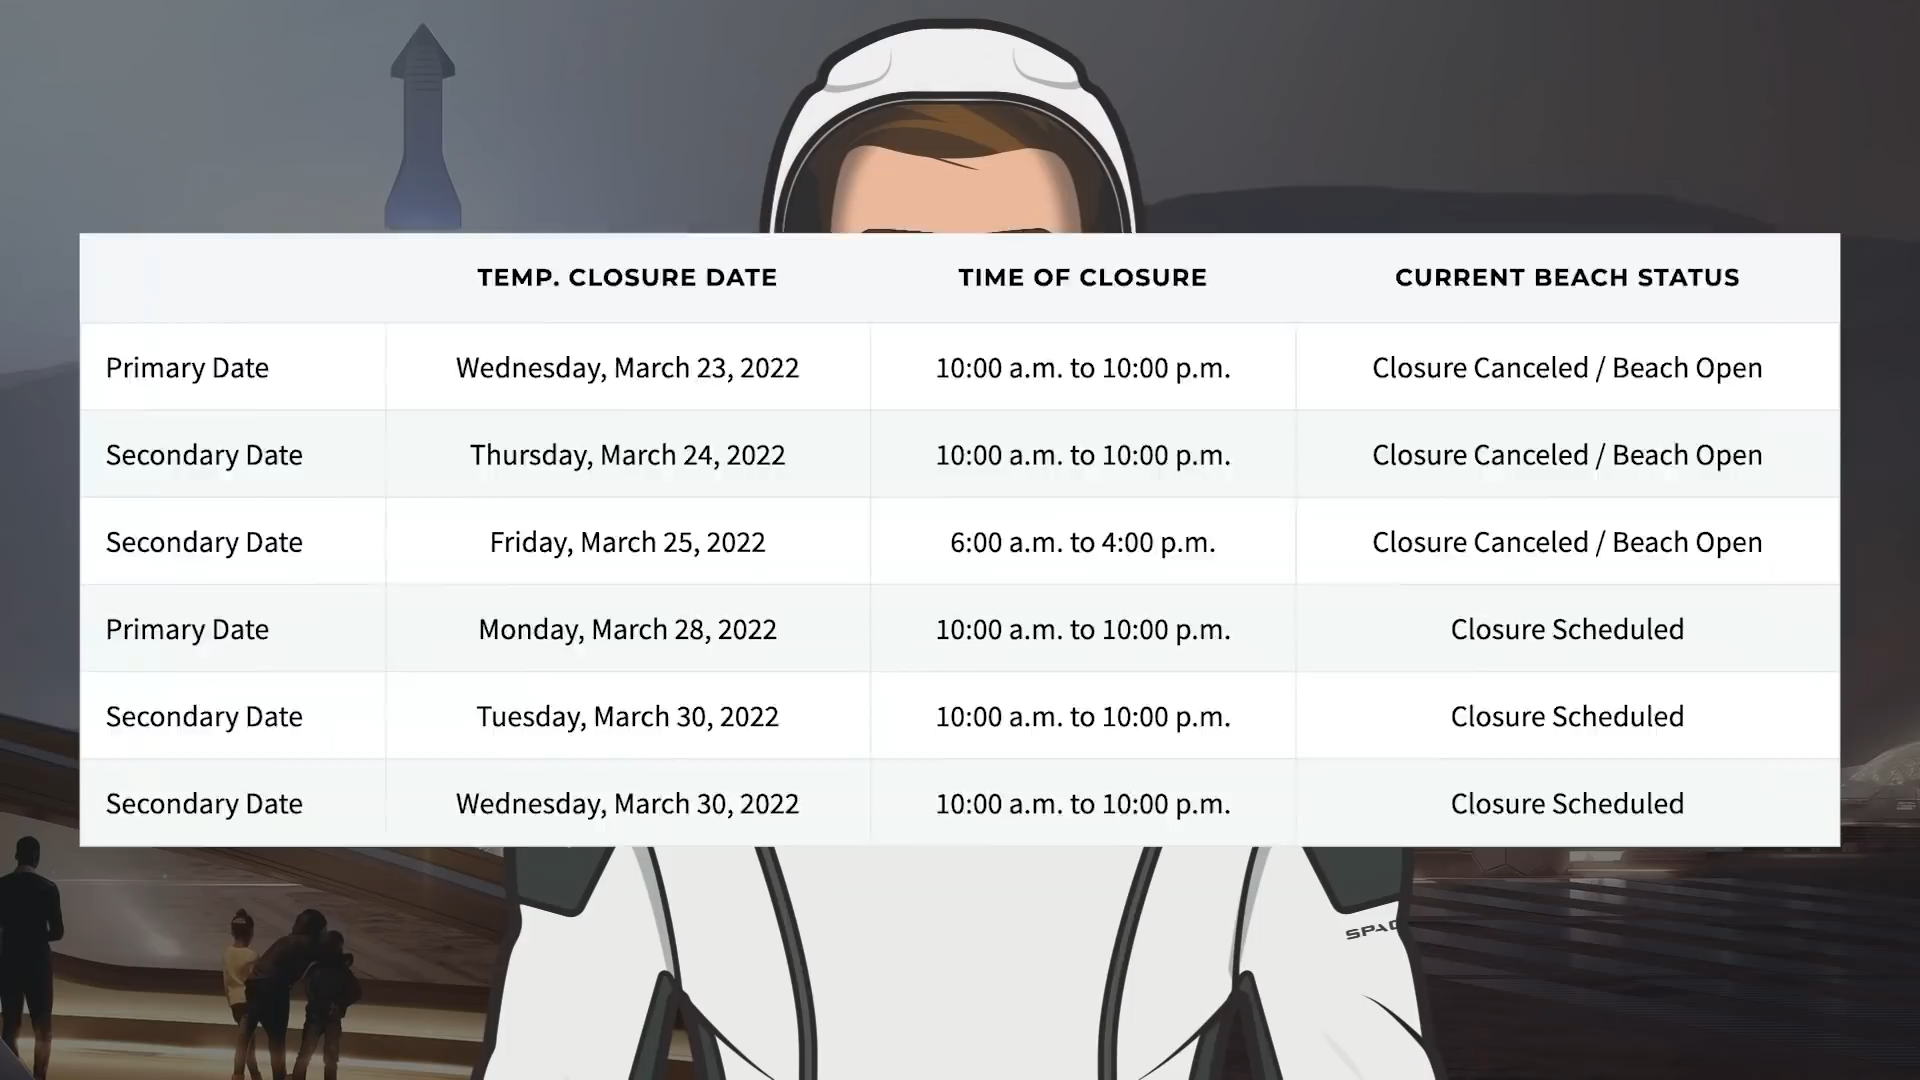 TEMP. CLOSURE DATE TIME OF CLOSURE CURRENT BEACH STATUS
Primary Date Wednesday, March 23, 2022 10:00 a.m. to 10:00 p.m. Closure Canceled / Beach Open
Secondary Date Thursday, March 24, 2022 10:00 a.m. to 10:00 p.m. Closure Canceled / Beach Open
Secondary Date Friday, March 25, 2022 6:00 a.m. to 4:00 p.m. Closure Canceled / Beach Open
Primary Date Monday, March 28, 2022 10:00 a.m. to 10:00 p.m. Closure Scheduled
Secondary Date Tuesday, March 30, 2022 10:00 a.m. to 10:00 p.m. Closure Scheduled
Secondary Date Wednesday, March 30, 2022 10:00 a.m. to 10:00 p.m. Closure Scheduled
SPAC